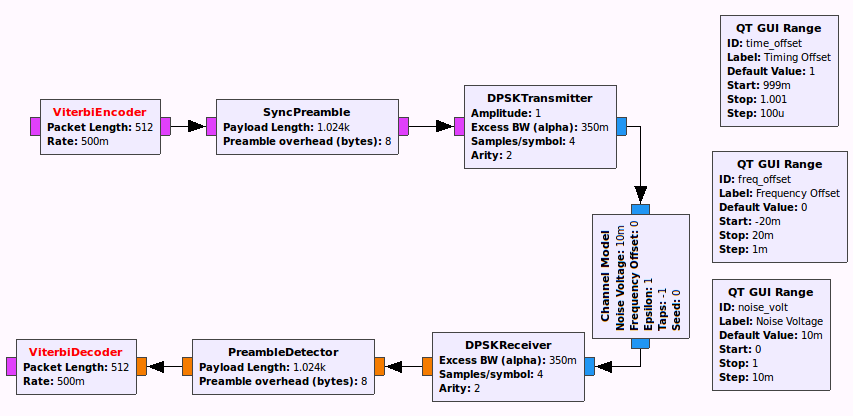 ViterbiEncoder
Packet Length: 512
Rate: 500m
SyncPreamble
Payload Length: 1.024k
Preamble overhead (bytes): 8
DPSKTransmitter
Amplitude: 1
Excess BW (alpha): 350m
Samples/symbol: 4
Arity: 2
QT GUI Range
ID: time_offset
Label: Timing Offset
Default Value: 1
Start: 999m
Stop: 1.001
Step: 100u
QT GUI Range
ID: freq_offset
Label: Frequency Offset
Default Value: 0
Start: -20m
Stop: 20m
Step: 1m
Channel Model
Noise Voltage: 10m
Frequency Offset: 0
Epsilon: 1
Taps: -1
Seed: 0
QT GUI Range
ID: noise_volt
Label: Noise Voltage
Default Value: 10m
Start: 0
Stop: 1
Step: 10m
ViterbiDecoder
Packet Length: 512
Rate: 500m
PreambleDetector
Payload Length: 1.024k
Preamble overhead (bytes): 8
DPSKReceiver
Excess BW (alpha): 350m
Samples/symbol: 4
Arity: 2